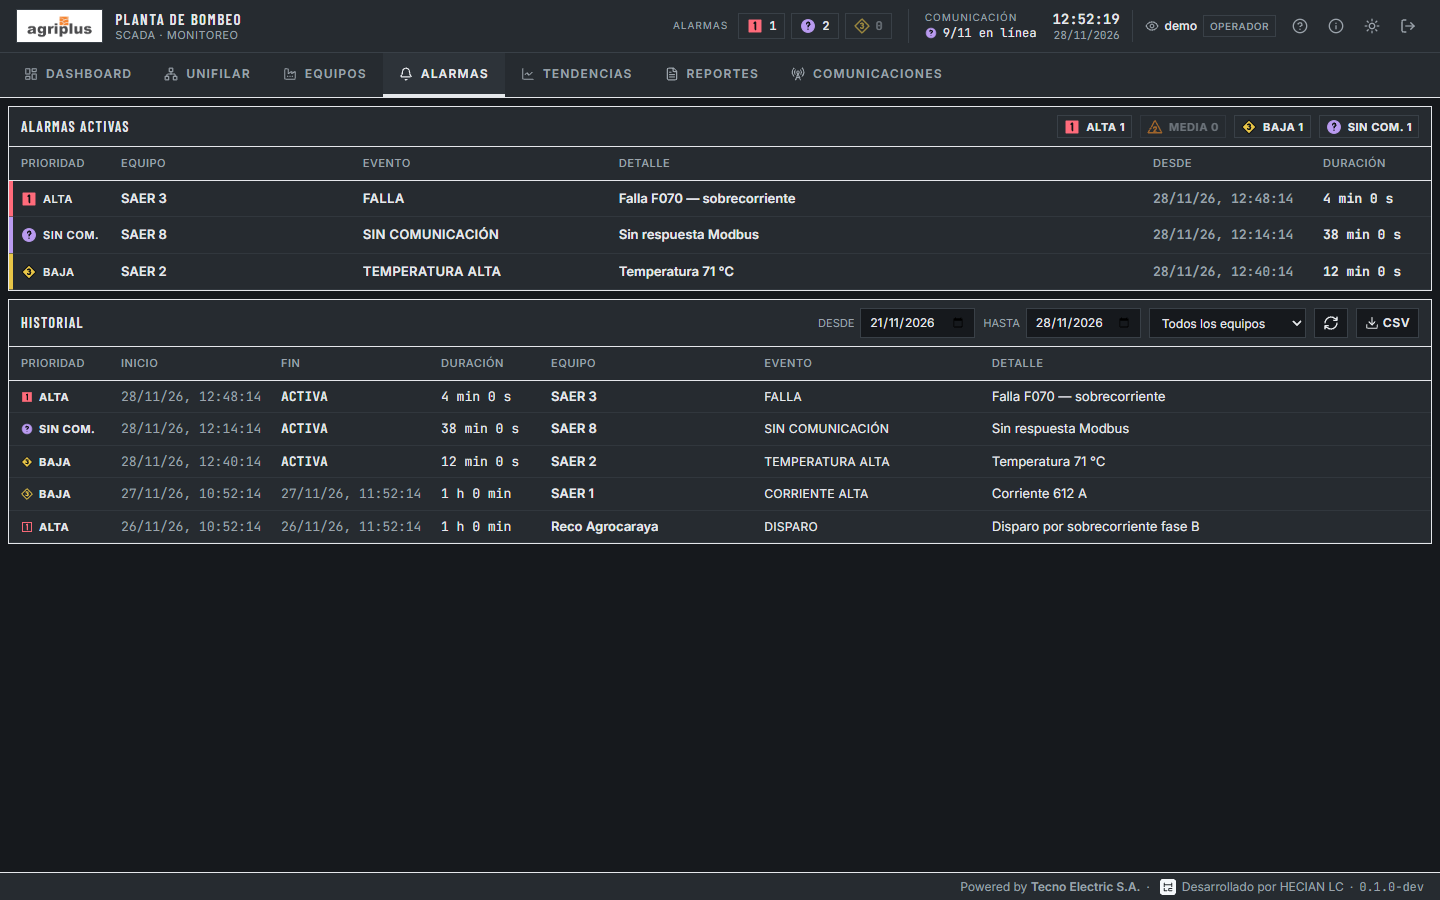 agriplus
PLANTA DE BOMBEO
SCADA · MONITOREO
ALARMAS 1 1 ? 2 3 0
COMUNICACIÓN
? 9/11 en línea
12:52:19
28/11/2026
demo OPERADOR
DASHBOARD UNIFILAR EQUIPOS ALARMAS TENDENCIAS REPORTES COMUNICACIONES
ALARMAS ACTIVAS 1 ALTA 1 2 MEDIA 0 3 BAJA 1 ? SIN COM. 1
PRIORIDAD EQUIPO EVENTO DETALLE DESDE DURACIÓN
1 ALTA SAER 3 FALLA Falla F070 — sobrecorriente 28/11/26, 12:48:14 4 min 0 s
? SIN COM. SAER 8 SIN COMUNICACIÓN Sin respuesta Modbus 28/11/26, 12:14:14 38 min 0 s
3 BAJA SAER 2 TEMPERATURA ALTA Temperatura 71 °C 28/11/26, 12:40:14 12 min 0 s
HISTORIAL DESDE 21/11/2026 HASTA 28/11/2026 Todos los equipos CSV
PRIORIDAD INICIO FIN DURACIÓN EQUIPO EVENTO DETALLE
1 ALTA 28/11/26, 12:48:14 ACTIVA 4 min 0 s SAER 3 FALLA Falla F070 — sobrecorriente
? SIN COM. 28/11/26, 12:14:14 ACTIVA 38 min 0 s SAER 8 SIN COMUNICACIÓN Sin respuesta Modbus
3 BAJA 28/11/26, 12:40:14 ACTIVA 12 min 0 s SAER 2 TEMPERATURA ALTA Temperatura 71 °C
3 BAJA 27/11/26, 10:52:14 27/11/26, 11:52:14 1 h 0 min SAER 1 CORRIENTE ALTA Corriente 612 A
1 ALTA 26/11/26, 10:52:14 26/11/26, 11:52:14 1 h 0 min Reco Agrocaraya DISPARO Disparo por sobrecorriente fase B
Powered by Tecno Electric S.A. · Desarrollado por HECIAN LC · 0.1.0-dev